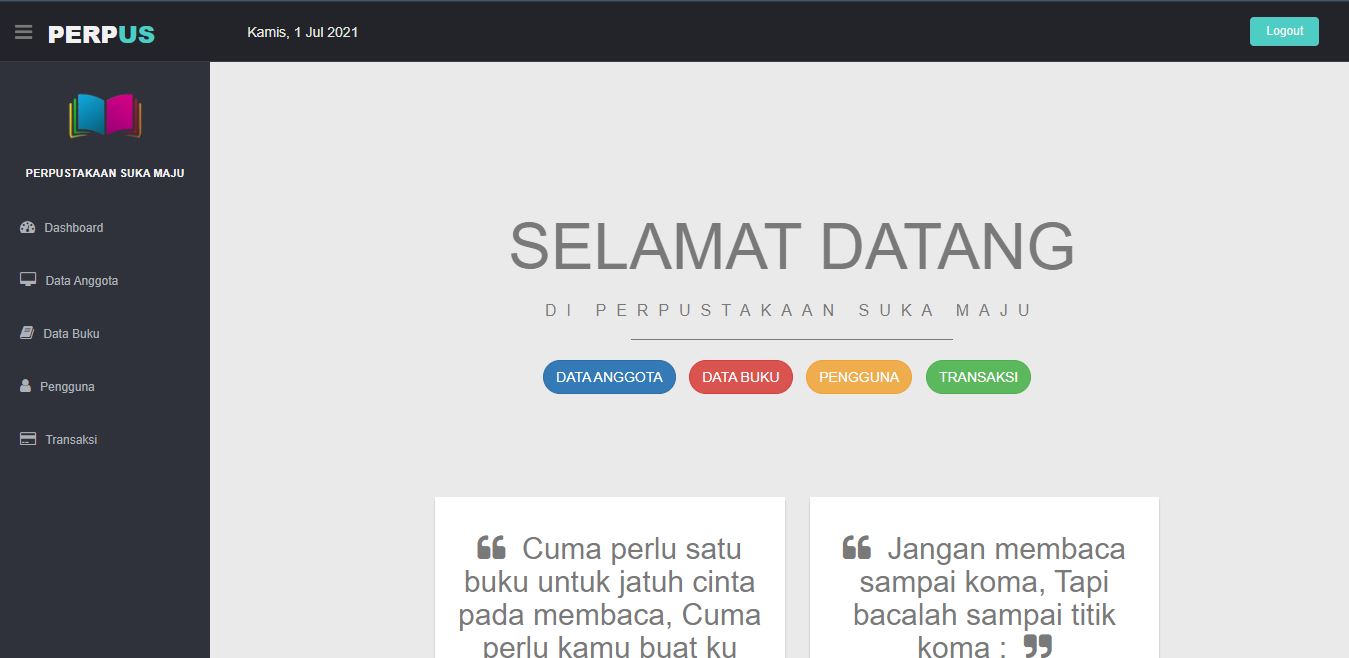 PERPUS
Kamis, 1 Jul 2021
Logout
PERPUSTAKAAN SUKA MAJU
Dashboard
Data Anggota
Data Buku
Pengguna
Transaksi
SELAMAT DATANG
DI PERPUSTAKAAN SUKA MAJU
DATA ANGGOTA
DATA BUKU
PENGGUNA
TRANSAKSI
“ Cuma perlu satu
buku untuk jatuh cinta
pada membaca, Cuma
perlu kamu buat ku
“ Jangan membaca
sampai koma, Tapi
bacalah sampai titik
koma : ”